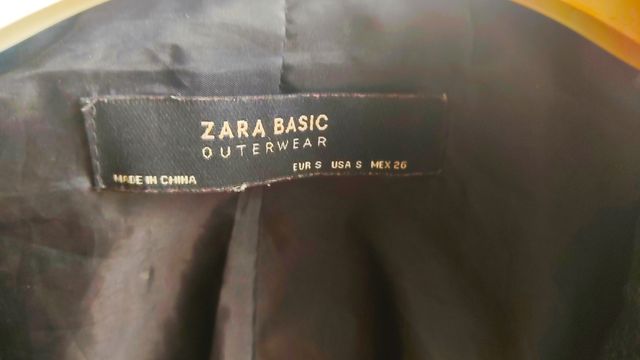 ZARA BASIC
OUTERWEAR
EUR S USA S MEX 26
MADE IN CHINA